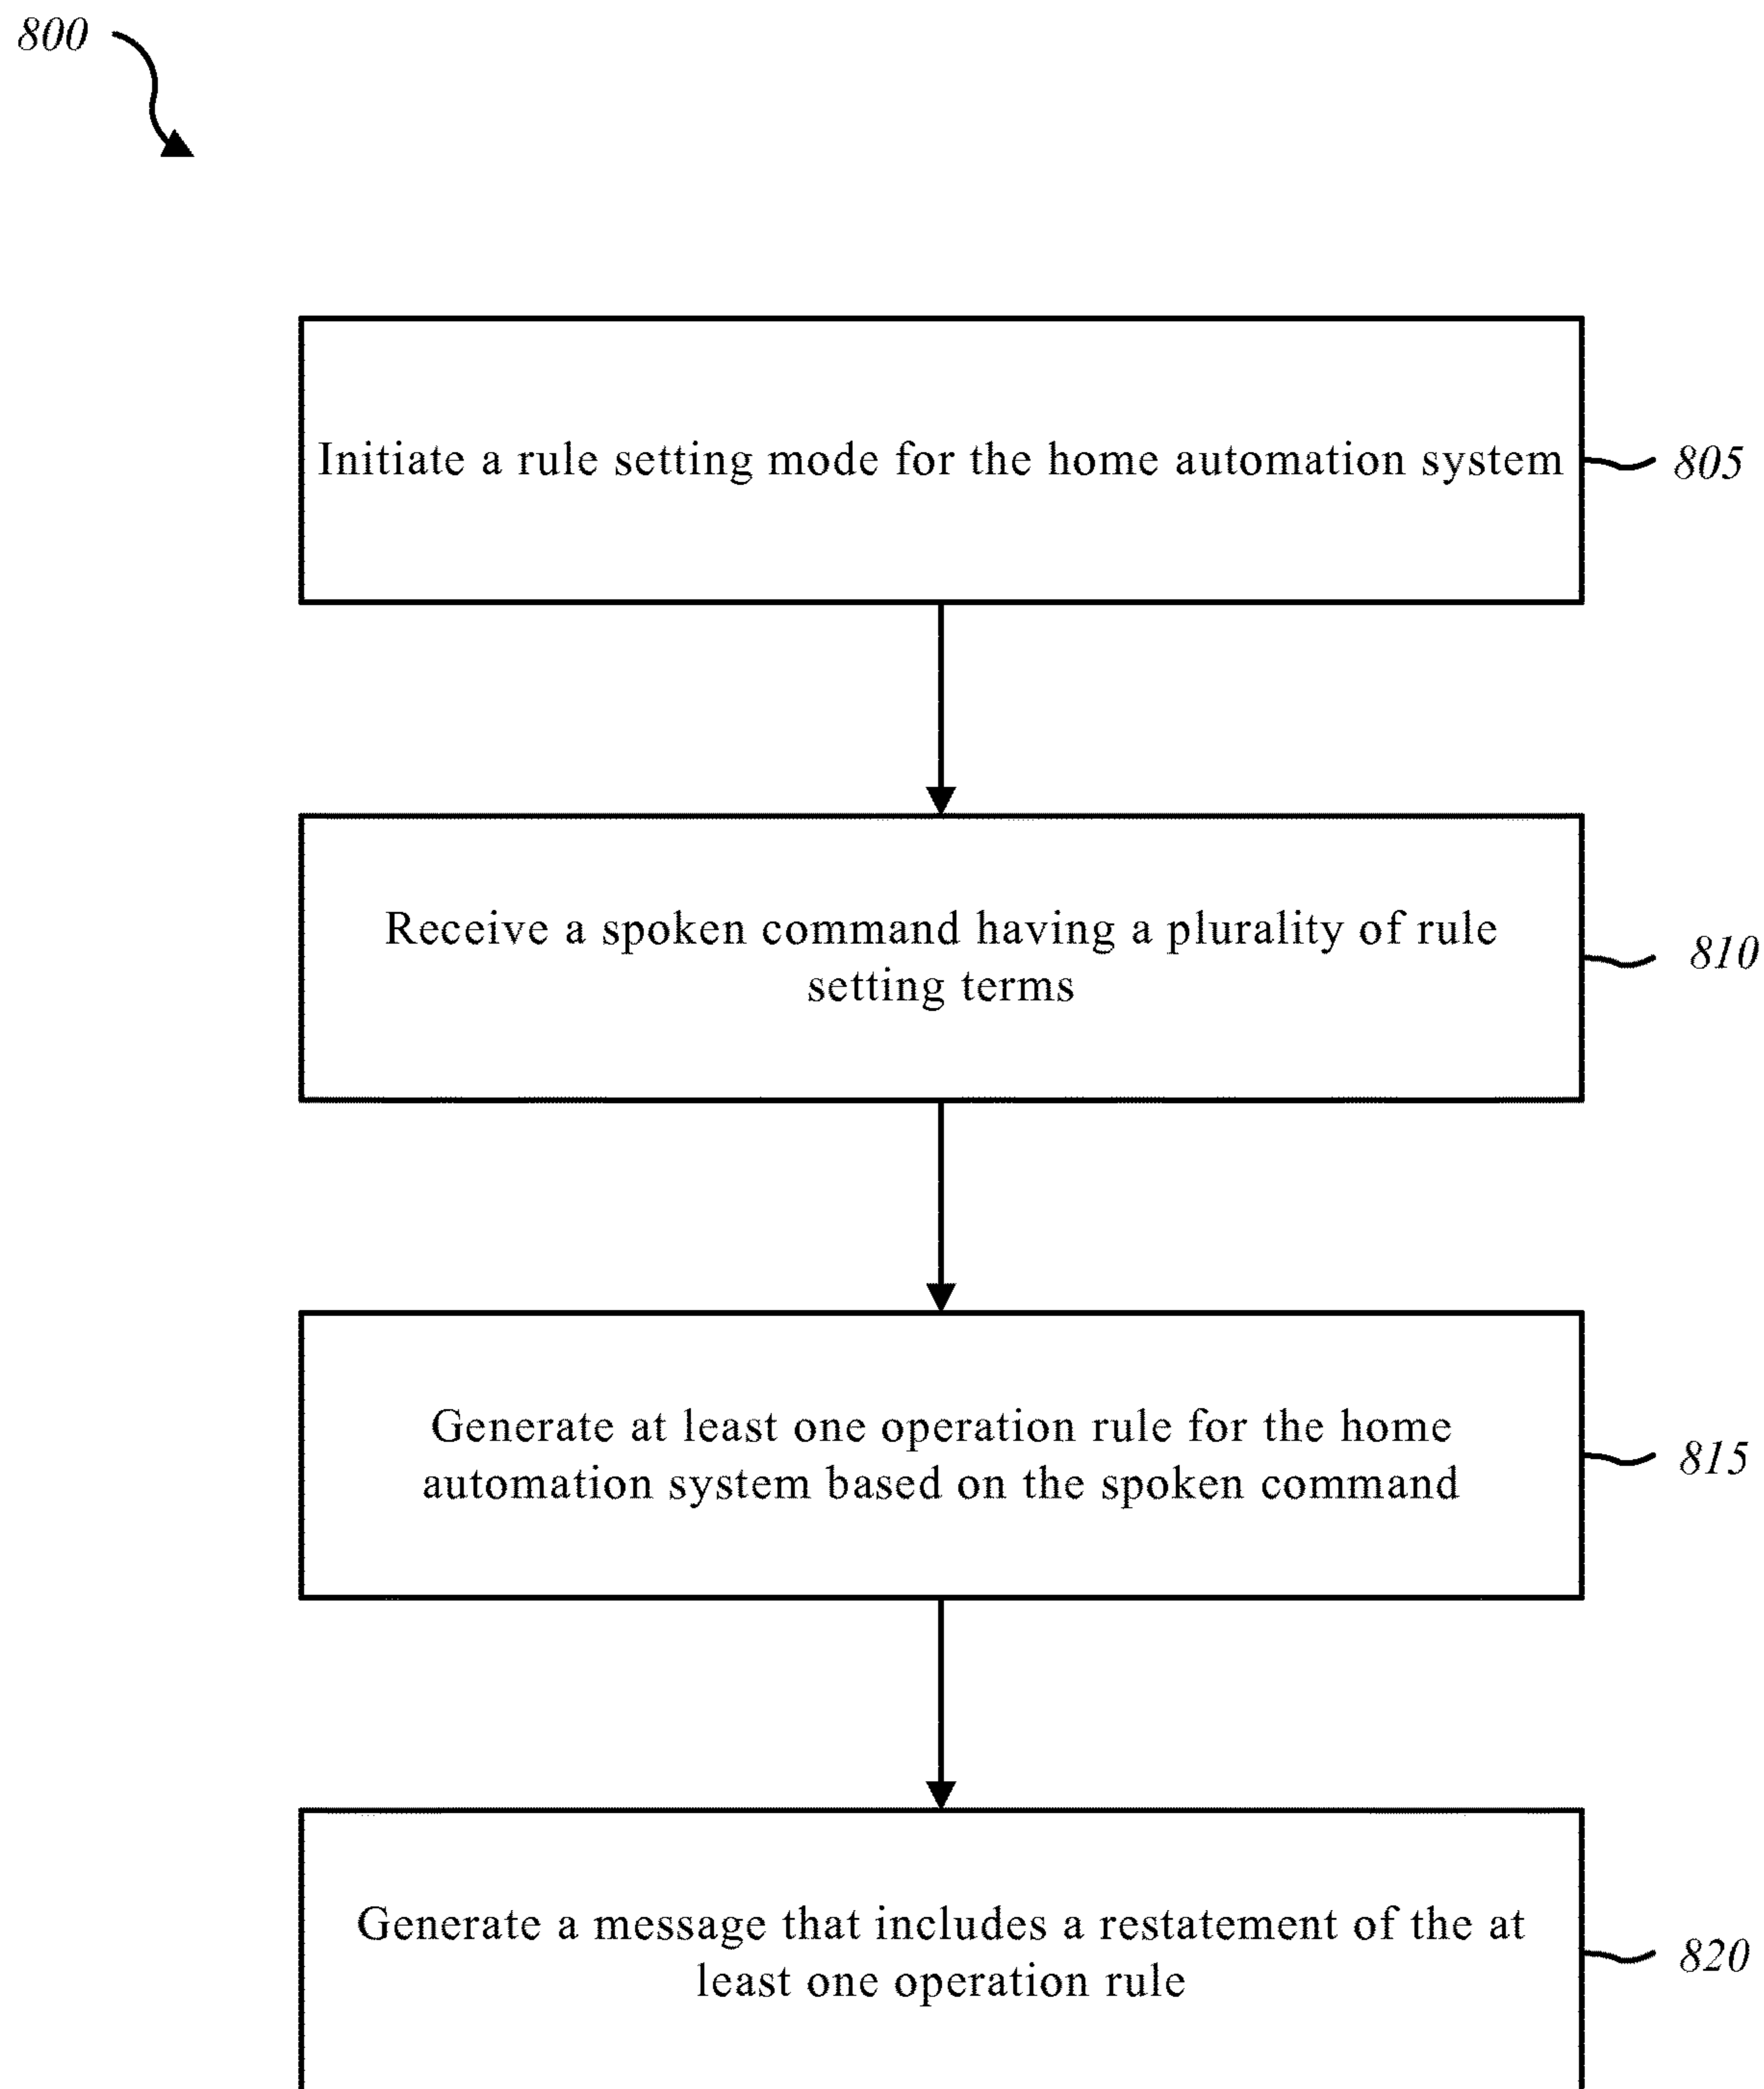 800
Initiate a rule setting mode for the home automation system
805
Receive a spoken command having a plurality of rule
setting terms
810
Generate at least one operation rule for the home
automation system based on the spoken command
815
Generate a message that includes a restatement of the at
least one operation rule
820